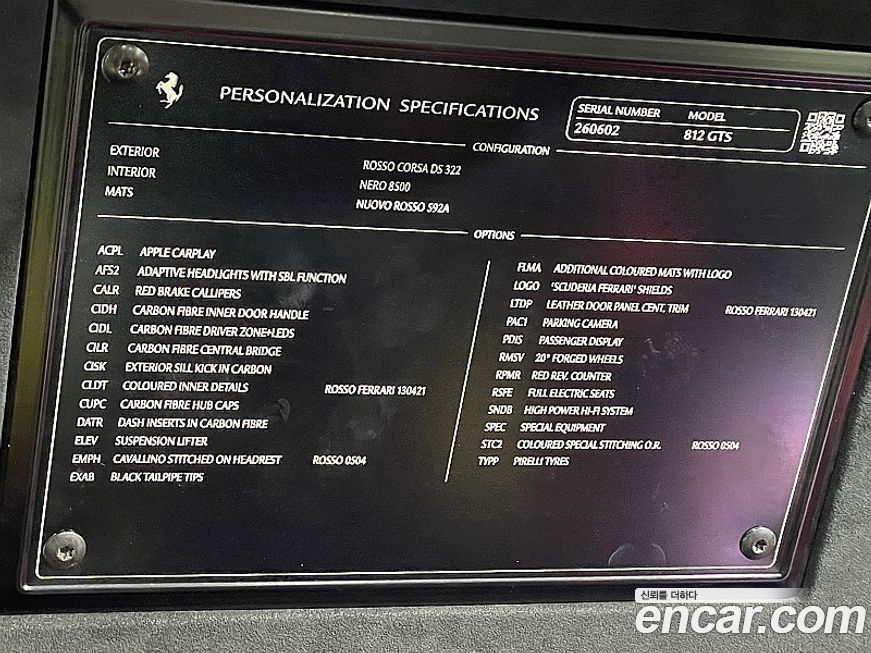 PERSONALIZATION SPECIFICATIONS
SERIAL NUMBER MODEL
260602 812 GTS
CONFIGURATION
EXTERIOR ROSSO CORSA DS 322
INTERIOR NERO 8500
MATS NUOVO ROSSO 592A
OPTIONS
ACPL APPLE CARPLAY
AFS2 ADAPTIVE HEADLIGHTS WITH SBL FUNCTION
CALR RED BRAKE CALLIPERS
CIDH CARBON FIBRE INNER DOOR HANDLE
CIDL CARBON FIBRE DRIVER ZONE+LEDS
CILR CARBON FIBRE CENTRAL BRIDGE
CISK EXTERIOR SILL KICK IN CARBON
CLDT COLOURED INNER DETAILS ROSSO FERRARI 130421
CUPC CARBON FIBRE HUB CAPS
DATR DASH INSERTS IN CARBON FIBRE
ELEV SUSPENSION LIFTER
EMPH CAVALLINO STITCHED ON HEADREST ROSSO 0504
EXAB BLACK TAILPIPE TIPS
FLMA ADDITIONAL COLOURED MATS WITH LOGO
LOGO 'SCUDERIA FERRARI' SHIELDS
LTDP LEATHER DOOR PANEL CENT. TRIM ROSSO FERRARI 130421
PAC1 PARKING CAMERA
PDIS PASSENGER DISPLAY
RMSV 20" FORGED WHEELS
RPMR RED REV. COUNTER
RSFE FULL ELECTRIC SEATS
SNDB HIGH POWER HI-FI SYSTEM
SPEC SPECIAL EQUIPMENT
STC2 COLOURED SPECIAL STITCHING O.R. ROSSO 0504
TYPP PIRELLI TYRES
신뢰를 더하다
encar.com